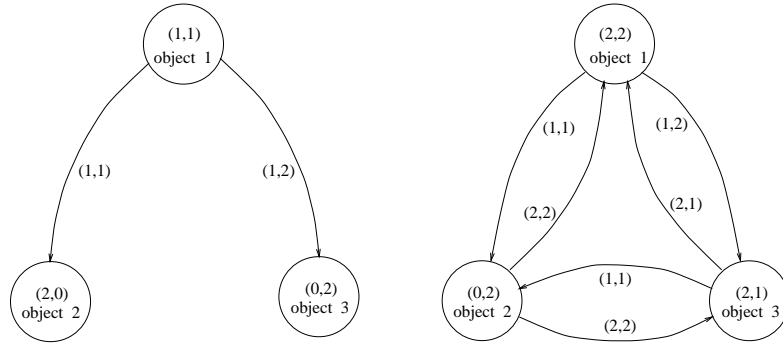 (1,1)
object 1
(1,1)
(1,2)
(2,0)
object 2
(0,2)
object 3
(2,2)
object 1
(1,1)
(1,2)
(2,2)
(2,1)
(0,2)
object 2
(1,1)
(2,2)
(2,1)
object 3